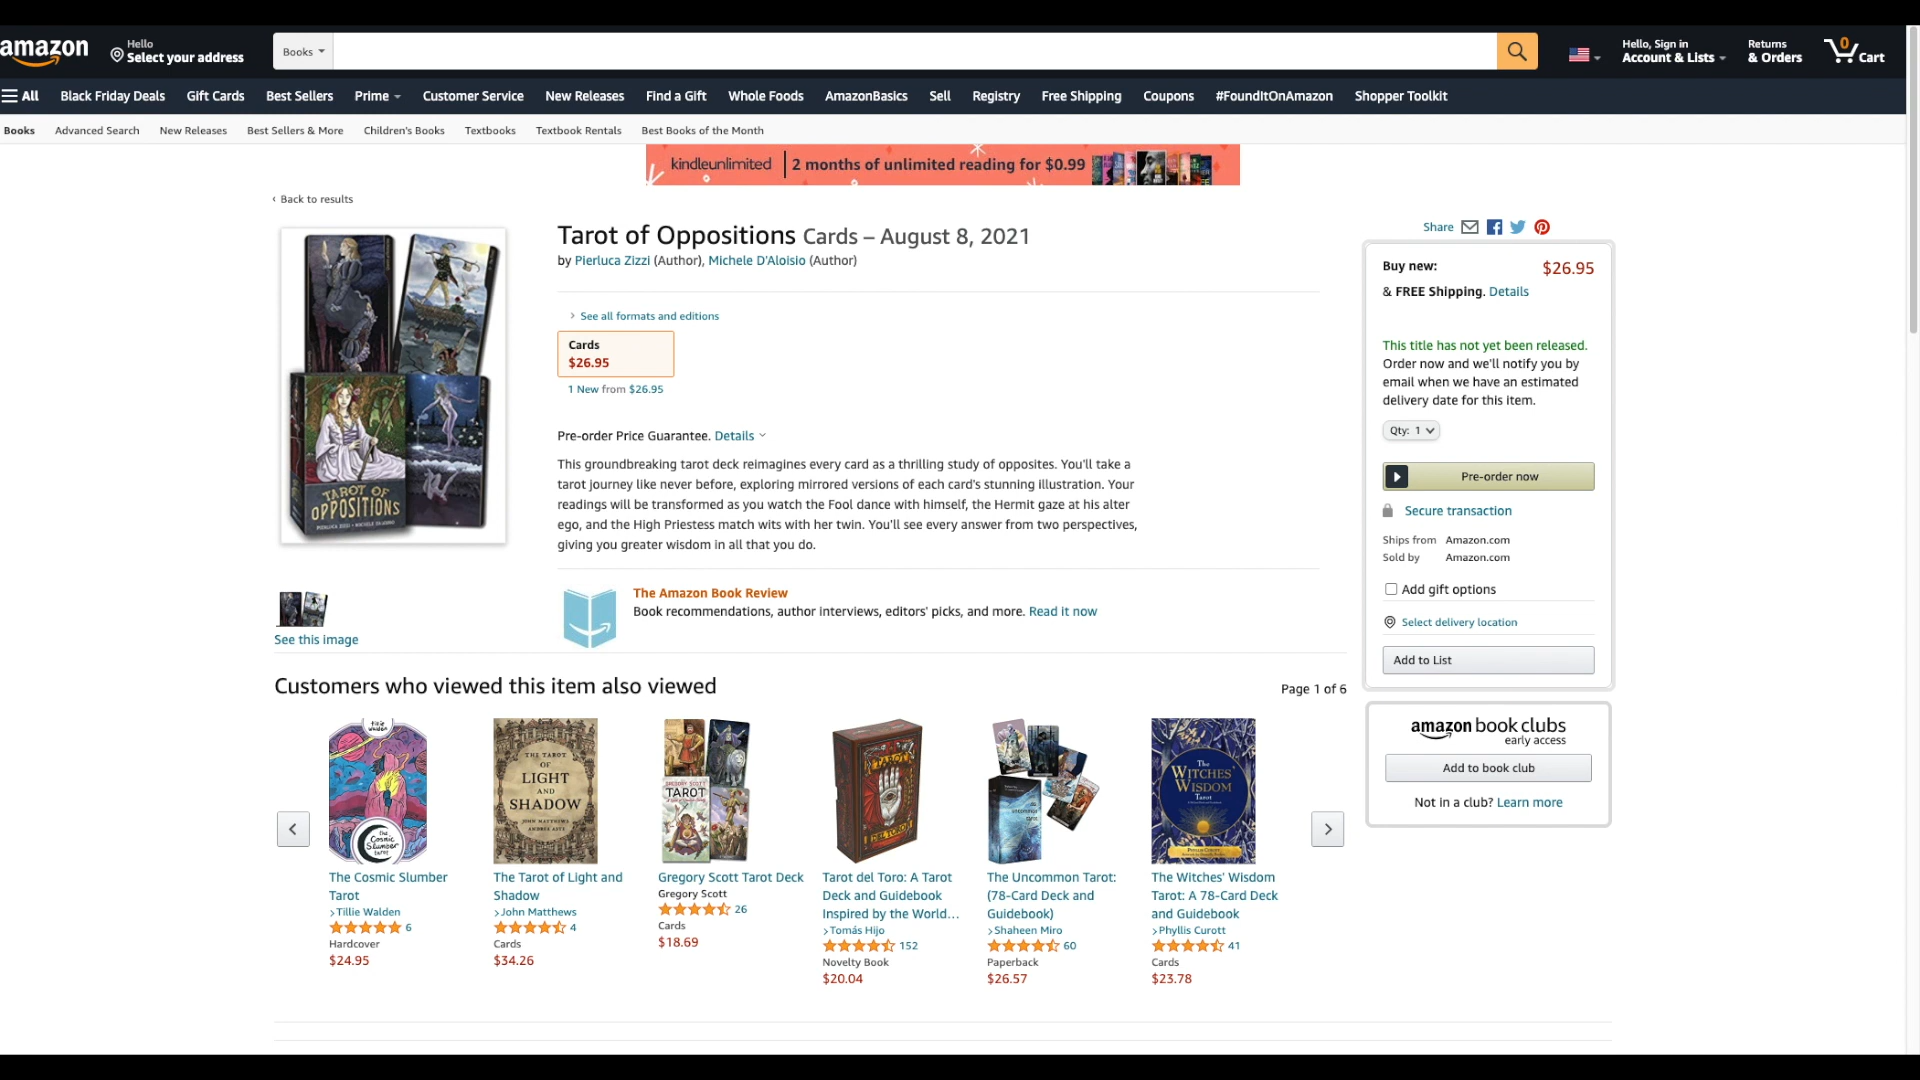 amazon
Hello
Select your address
Books
Hello, Sign in
Account & Lists
Returns
& Orders
0
Cart
All
Black Friday Deals
Gift Cards
Best Sellers
Prime
Customer Service
New Releases
Find a Gift
Whole Foods
AmazonBasics
Sell
Registry
Free Shipping
Coupons
#FoundItOnAmazon
Shopper Toolkit
Books
Advanced Search
New Releases
Best Sellers & More
Children's Books
Textbooks
Textbook Rentals
Best Books of the Month
kindleunlimited
2 months of unlimited reading for $0.99
‹ Back to results
TAROT OF
OPPOSITIONS
See this image
Tarot of Oppositions Cards – August 8, 2021
by Pierluca Zizzi (Author), Michele D'Aloisio (Author)
See all formats and editions
Cards
$26.95
1 New from $26.95
Pre-order Price Guarantee. Details
This groundbreaking tarot deck reimagines every card as a thrilling study of opposites. You'll take a
tarot journey like never before, exploring mirrored versions of each card's stunning illustration. Your
readings will be transformed as you watch the Fool dance with himself, the Hermit gaze at his alter
ego, and the High Priestess match wits with her twin. You'll see every answer from two perspectives,
giving you greater wisdom in all that you do.
The Amazon Book Review
Book recommendations, author interviews, editors' picks, and more. Read it now
Share
Buy new:
$26.95
& FREE Shipping. Details
This title has not yet been released.
Order now and we'll notify you by
email when we have an estimated
delivery date for this item.
Qty: 1
Pre-order now
Secure transaction
Ships from Amazon.com
Sold by Amazon.com
Add gift options
Select delivery location
Add to List
amazon book clubs
early access
Add to book club
Not in a club? Learn more
Customers who viewed this item also viewed
Page 1 of 6
tillie
walden
the
Cosmic
Slumber
tarot
The Cosmic Slumber
Tarot
›Tillie Walden
6
Hardcover
$24.95
THE TAROT
OF
LIGHT
AND
SHADOW
JOHN MATTHEWS
The Tarot of Light and
Shadow
›John Matthews
4
Cards
$34.26
GREGORY SCOTT
TAROT
Gregory Scott Tarot Deck
Gregory Scott
26
Cards
$18.69
TAROT
DEL TORO
Tarot del Toro: A Tarot
Deck and Guidebook
Inspired by the World…
›Tomás Hijo
152
Novelty Book
$20.04
uncommon
tarot
The Uncommon Tarot:
(78-Card Deck and
Guidebook)
›Shaheen Miro
60
Paperback
$26.57
The
WITCHES'
WISDOM
Tarot
PHYLLIS CUROTT
The Witches' Wisdom
Tarot: A 78-Card Deck
and Guidebook
›Phyllis Curott
41
Cards
$23.78